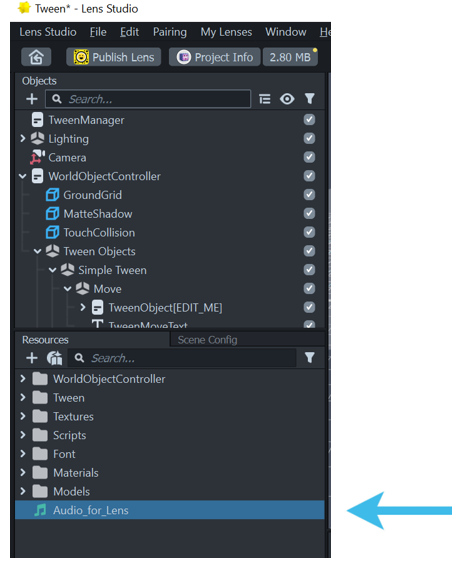 Tween* - Lens Studio
Lens Studio File Edit Pairing My Lenses Window
Publish Lens Project Info 2.80 MB
Objects
Search...
TweenManager
Lighting
Camera
WorldObjectController
GroundGrid
MatteShadow
TouchCollision
Tween Objects
Simple Tween
Move
TweenObject[EDIT_ME]
TweenMoveText
Resources Scene Config
Search...
WorldObjectController
Tween
Textures
Scripts
Font
Materials
Models
Audio_for_Lens